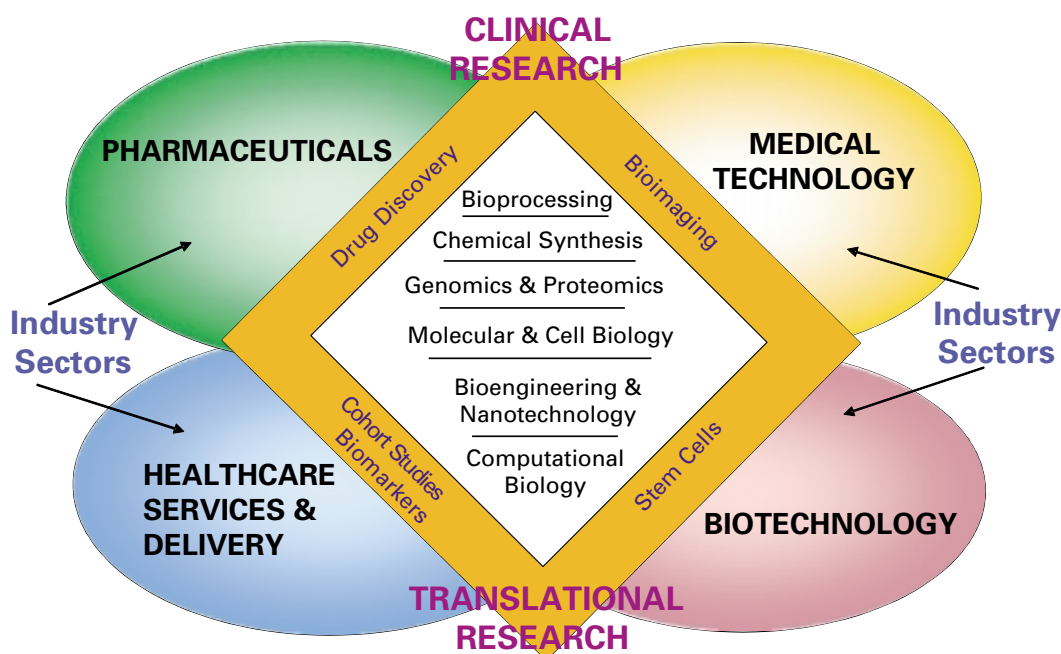 CLINICAL
RESEARCH
PHARMACEUTICALS
MEDICAL
TECHNOLOGY
Drug Discovery
Bioimaging
Bioprocessing
Chemical Synthesis
Genomics & Proteomics
Molecular & Cell Biology
Bioengineering &
Nanotechnology
Computational
Biology
Industry
Sectors
Industry
Sectors
Cohort Studies
Biomarkers
Stem Cells
HEALTHCARE
SERVICES &
DELIVERY
BIOTECHNOLOGY
TRANSLATIONAL
RESEARCH